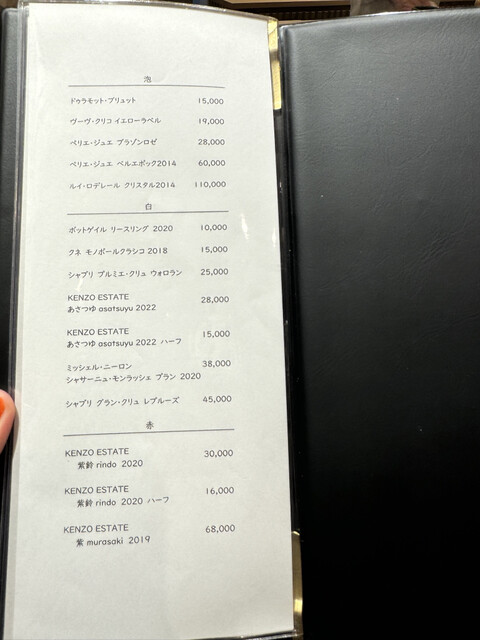 泡
ドゥラモット・ブリュット 15,000
ヴーヴ・クリコ イエローラベル 19,000
ペリエ・ジュエ ブラゾンロゼ 28,000
ペリエ・ジュエ ベルエポック2014 60,000
ルイ・ロデレール クリスタル2014 110,000
白
ボットゲイル リースリング 2020 10,000
クネ モノポールクラシコ 2018 15,000
シャブリ プルミエ・クリュ ヴォロラン 25,000
KENZO ESTATE 28,000
あさつゆ asatsuyu 2022
KENZO ESTATE 15,000
あさつゆ asatsuyu 2022 ハーフ
ミッシェル・ニーロン 38,000
シャサーニュ・モンラッシェ ブラン 2020
シャブリ グラン・クリュ レブルーズ 45,000
赤
KENZO ESTATE 30,000
紫鈴 rindo 2020
KENZO ESTATE 16,000
紫鈴 rindo 2020 ハーフ
KENZO ESTATE 68,000
紫 murasaki 2019